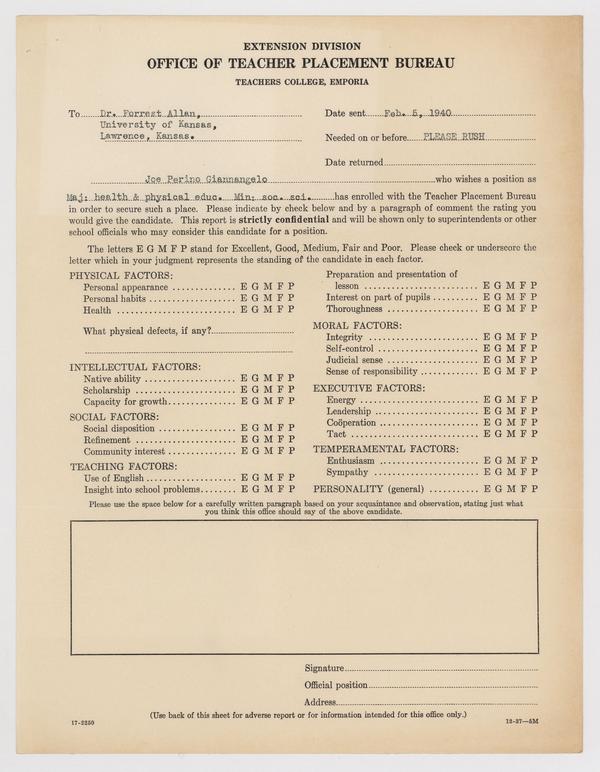 EXTENSION DIVISION
OFFICE OF TEACHER PLACEMENT BUREAU
TEACHERS COLLEGE, EMPORIA
To Dr. Forrest Allan,
University of Kansas,
Lawrence, Kansas.
Date sent Feb. 5, 1940
Needed on or before PLEASE RUSH
Date returned
Joe Perino Giannangelo who wishes a position as
Maj: health & physical educ. Min: soc. sci. has enrolled with the Teacher Placement Bureau
in order to secure such a place. Please indicate by check below and by a paragraph of comment the rating you
would give the candidate. This report is strictly confidential and will be shown only to superintendents or other
school officials who may consider this candidate for a position.
The letters E G M F P stand for Excellent, Good, Medium, Fair and Poor. Please check or underscore the
letter which in your judgment represents the standing of the candidate in each factor.
PHYSICAL FACTORS:
Personal appearance E G M F P
Personal habits E G M F P
Health E G M F P
What physical defects, if any?
INTELLECTUAL FACTORS:
Native ability E G M F P
Scholarship E G M F P
Capacity for growth E G M F P
SOCIAL FACTORS:
Social disposition E G M F P
Refinement E G M F P
Community interest E G M F P
TEACHING FACTORS:
Use of English E G M F P
Insight into school problems E G M F P
Preparation and presentation of
lesson E G M F P
Interest on part of pupils E G M F P
Thoroughness E G M F P
MORAL FACTORS:
Integrity E G M F P
Self-control E G M F P
Judicial sense E G M F P
Sense of responsibility E G M F P
EXECUTIVE FACTORS:
Energy E G M F P
Leadership E G M F P
Coöperation E G M F P
Tact E G M F P
TEMPERAMENTAL FACTORS:
Enthusiasm E G M F P
Sympathy E G M F P
PERSONALITY (general) E G M F P
Please use the space below for a carefully written paragraph based on your acquaintance and observation, stating just what
you think this office should say of the above candidate.
Signature
Official position
Address
(Use back of this sheet for adverse report or for information intended for this office only.)
17-2250
12-37—5M